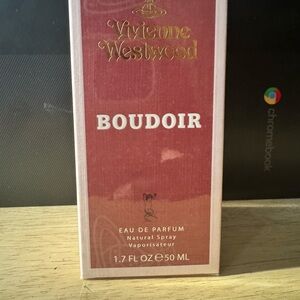 Vivienne
Westwood
BOUDOIR
EAU DE PARFUM
Natural Spray
Vaporisateur
1.7 FL OZ ℮ 50 ML
chromebook